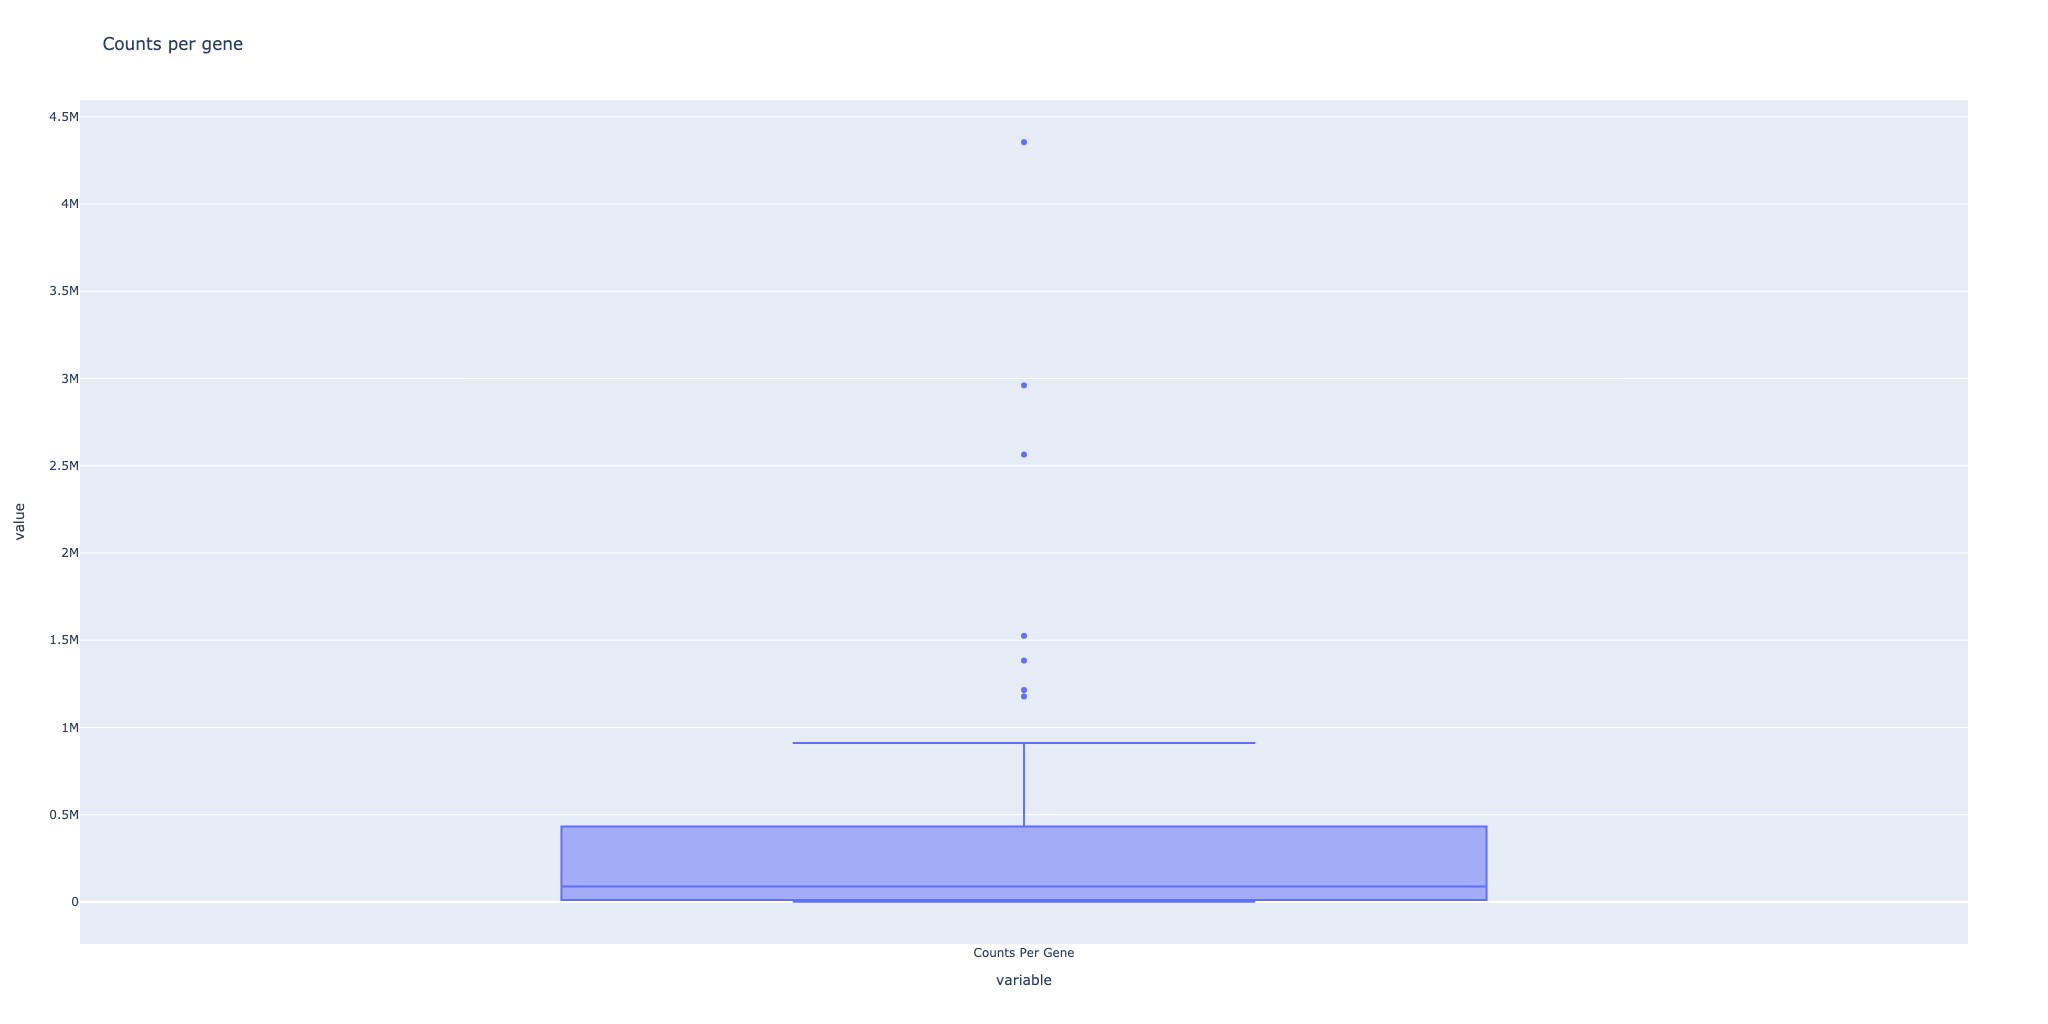 Counts per gene
4.5M
4M
3.5M
3M
2.5M
2M
1.5M
1M
0.5M
0
value
Counts Per Gene
variable